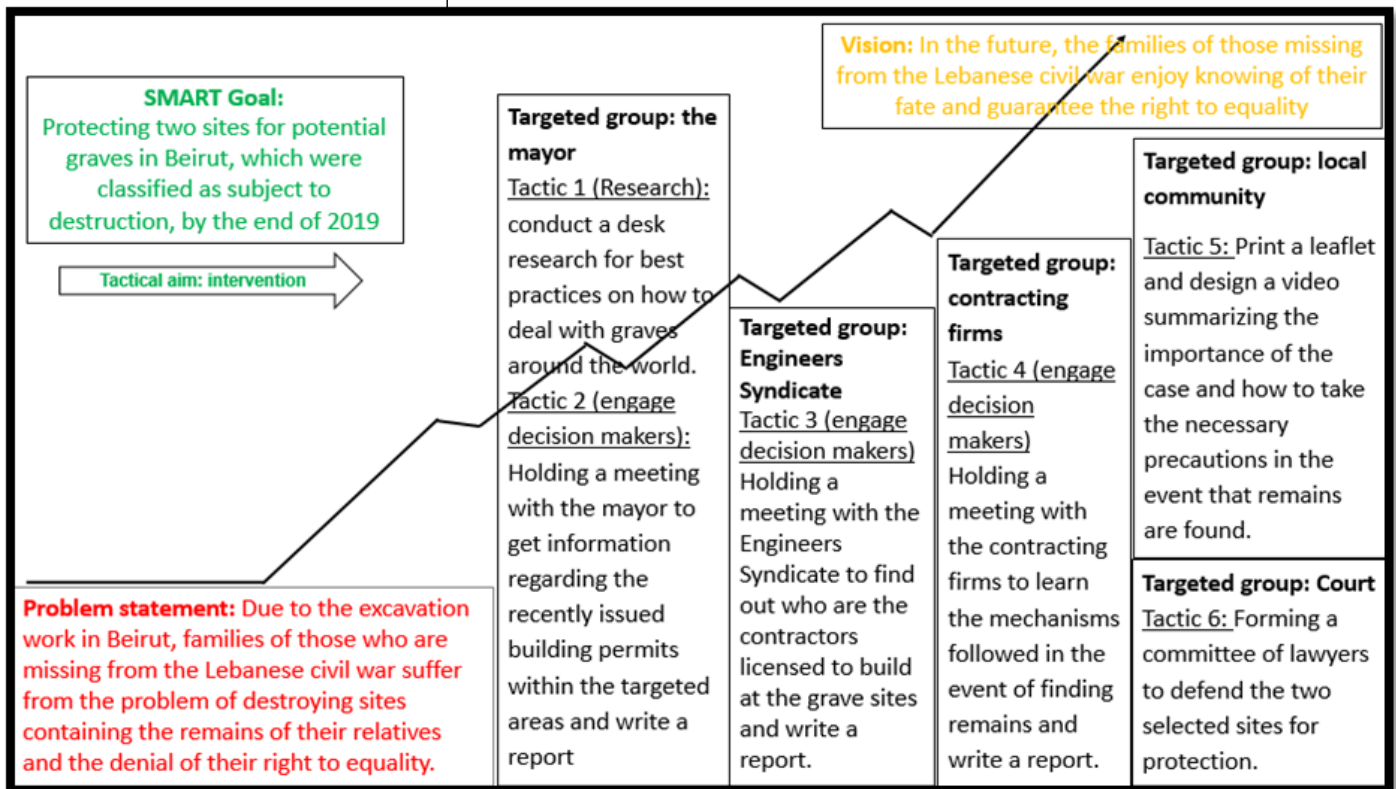 SMART Goal:
Protecting two sites for potential
graves in Beirut, which were
classified as subject to
destruction, by the end of 2019
Tactical aim: intervention
Problem statement: Due to the excavation
work in Beirut, families of those who are
missing from the Lebanese civil war suffer
from the problem of destroying sites
containing the remains of their relatives
and the denial of their right to equality.
Targeted group: the
mayor
Tactic 1 (Research):
conduct a desk
research for best
practices on how to
deal with graves
around the world.
Tactic 2 (engage
decision makers):
Holding a meeting
with the mayor to
get information
regarding the
recently issued
building permits
within the targeted
areas and write a
report
Targeted group:
Engineers
Syndicate
Tactic 3 (engage
decision makers)
Holding a
meeting with the
Engineers
Syndicate to find
out who are the
contractors
licensed to build
at the grave sites
and write a
report.
Targeted group:
contracting
firms
Tactic 4 (engage
decision
makers)
Holding a
meeting with
the contracting
firms to learn
the mechanisms
followed in the
event of finding
remains and
write a report.
Vision: In the future, the families of those missing
from the Lebanese civil war enjoy knowing of their
fate and guarantee the right to equality
Targeted group: local
community
Tactic 5: Print a leaflet
and design a video
summarizing the
importance of the
case and how to take
the necessary
precautions in the
event that remains
are found.
Targeted group: Court
Tactic 6: Forming a
committee of lawyers
to defend the two
selected sites for
protection.